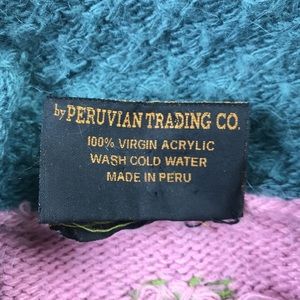 by PERUVIAN TRADING CO.
100% VIRGIN ACRYLIC
WASH COLD WATER
MADE IN PERU